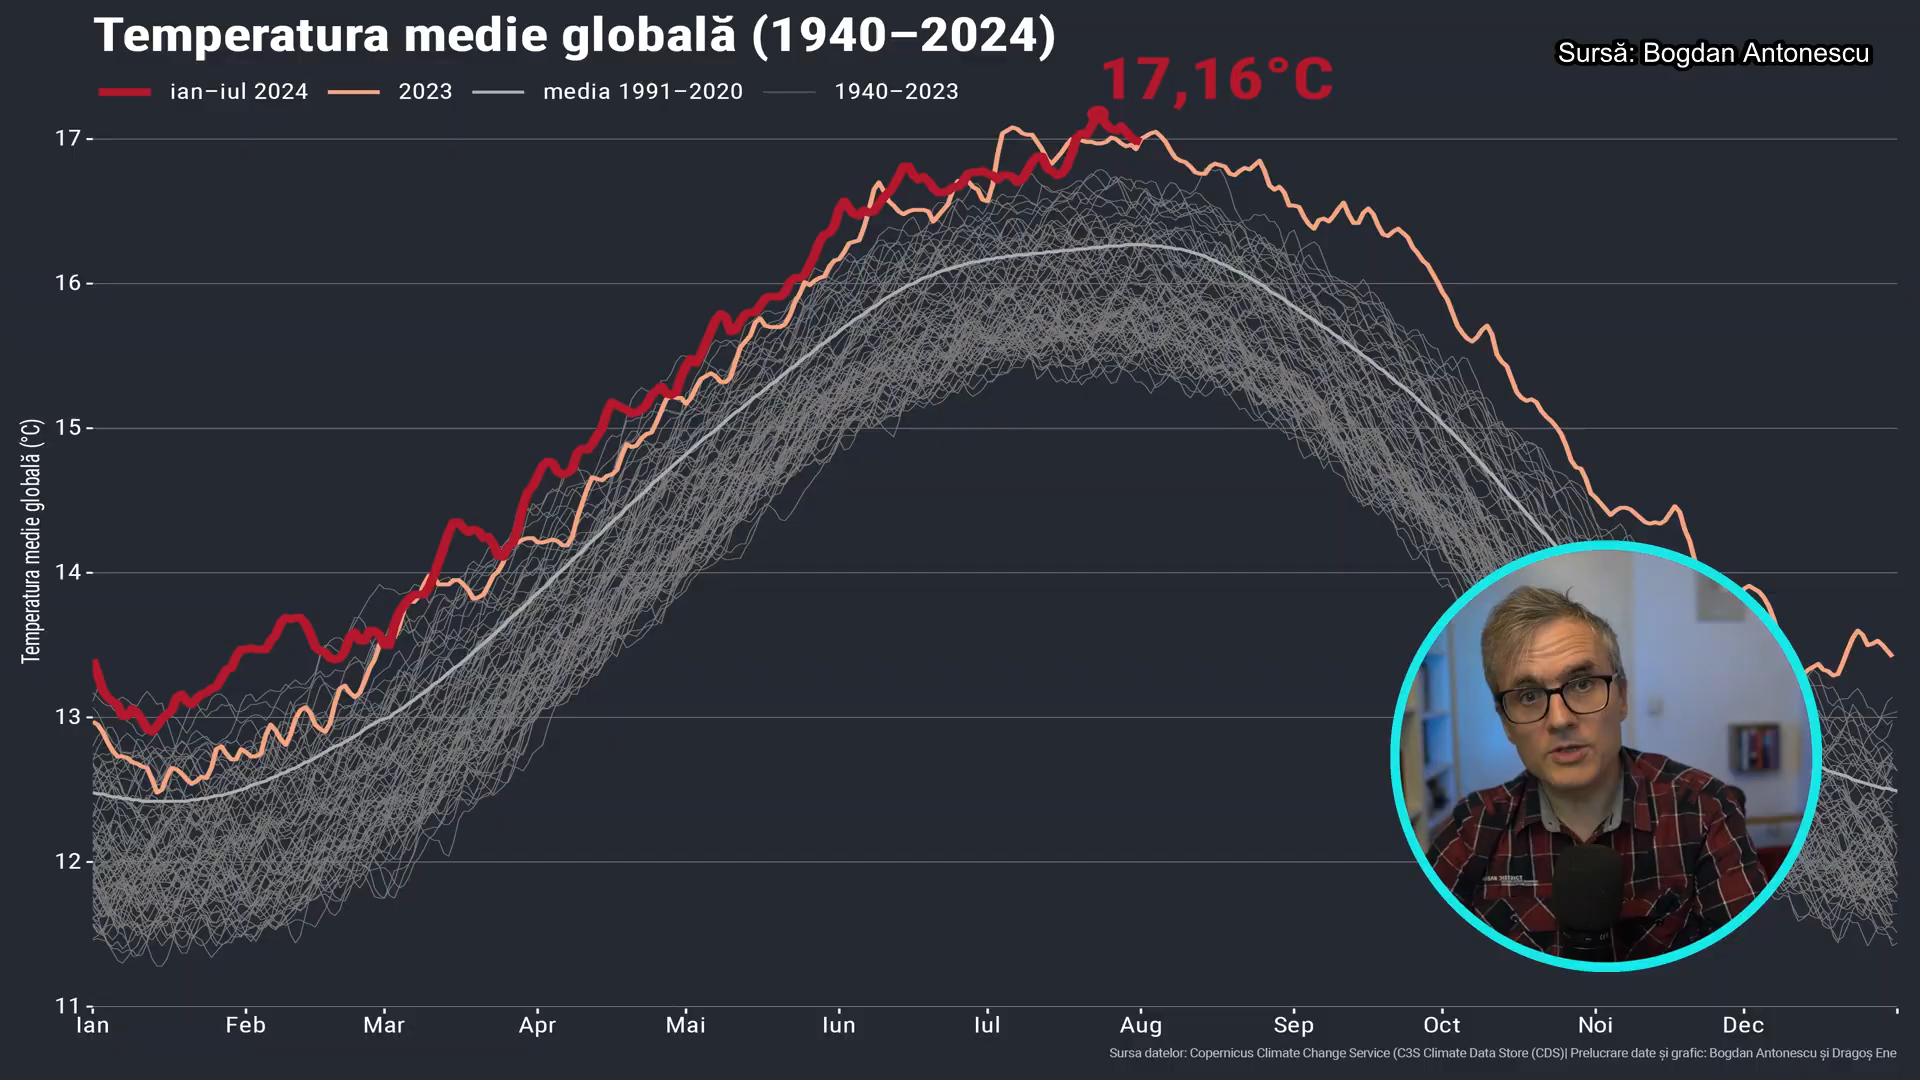 Temperatura medie globală (1940–2024)
Sursă: Bogdan Antonescu
17,16°C
ian–iul 2024 2023 media 1991–2020 1940–2023
17
16
15
14
13
12
11
Temperatura medie globală (°C)
Ian Feb Mar Apr Mai Iun Iul Aug Sep Oct Noi Dec
Sursa datelor: Copernicus Climate Change Service (C3S Climate Data Store (CDS)| Prelucrare date și grafic: Bogdan Antonescu și Dragoș Ene